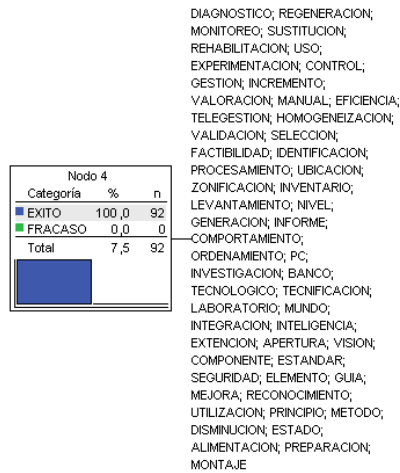 DIAGNOSTICO; REGENERACION;
MONITOREO; SUSTITUCION;
REHABILITACION; USO;
EXPERIMENTACION; CONTROL;
GESTION; INCREMENTO;
VALORACION; MANUAL; EFICIENCIA;
TELEGESTION; HOMOGENEIZACION;
VALIDACION; SELECCION;
FACTIBILIDAD; IDENTIFICACION;
PROCESAMIENTO; UBICACION;
ZONIFICACION; INVENTARIO;
LEVANTAMIENTO; NIVEL;
GENERACION; INFORME;
COMPORTAMIENTO;
ORDENAMIENTO; PC;
INVESTIGACION; BANCO;
TECNOLOGICO; TECNIFICACION;
LABORATORIO; MUNDO;
INTEGRACION; INTELIGENCIA;
EXTENCION; APERTURA; VISION;
COMPONENTE; ESTANDAR;
SEGURIDAD; ELEMENTO; GUIA;
MEJORA; RECONOCIMIENTO;
UTILIZACION; PRINCIPIO; METODO;
DISMINUCION; ESTADO;
ALIMENTACION; PREPARACION;
MONTAJE
Nodo 4
Categoría % n
EXITO 100,0 92
FRACASO 0,0 0
Total 7,5 92